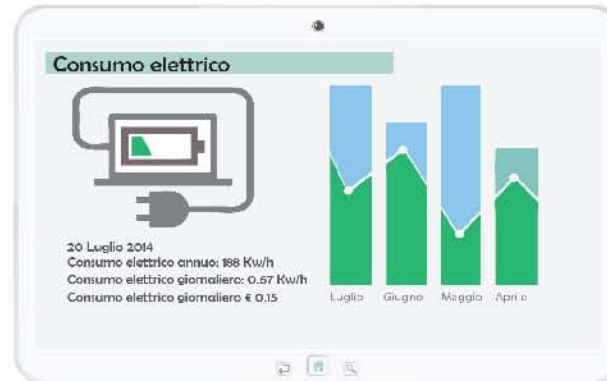 Consumo elettrico
20 Luglio 2014
Consumo elettrico annuo: 188 Kw/h
Consumo elettrico giornaliero: 0.67 Kw/h
Consumo elettrico giornaliero € 0.15
Luglio Giugno Maggio Aprile